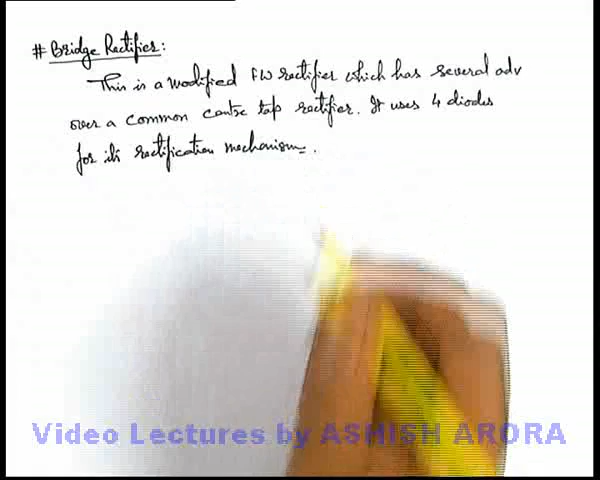 # Bridge Rectifier:
This is a modified FW rectifier which has several adv
over a common centre tap rectifier. It uses 4 diodes
for its rectification mechanism.
Video Lectures by ASHISH ARORA